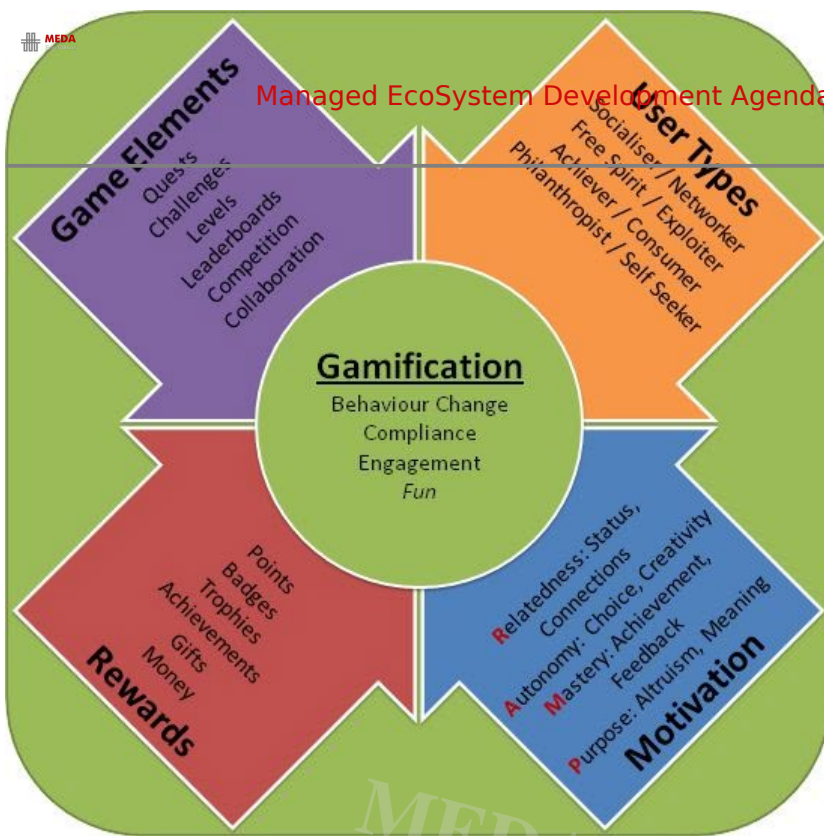 MEDA
Managed EcoSystem Development Agenda
Game Elements
Quests
Challenges
Levels
Leaderboards
Competition
Collaboration
User Types
Socialiser / Networker
Free Spirit / Exploiter
Achiever / Consumer
Philanthropist / Self Seeker
Gamification
Behaviour Change
Compliance
Engagement
Fun
Points
Badges
Trophies
Achievements
Gifts
Money
Rewards
Relatedness: Status,
Connections
Autonomy: Choice, Creativity
Mastery: Achievement,
Feedback
Purpose: Altruism, Meaning
Motivation
MEDA